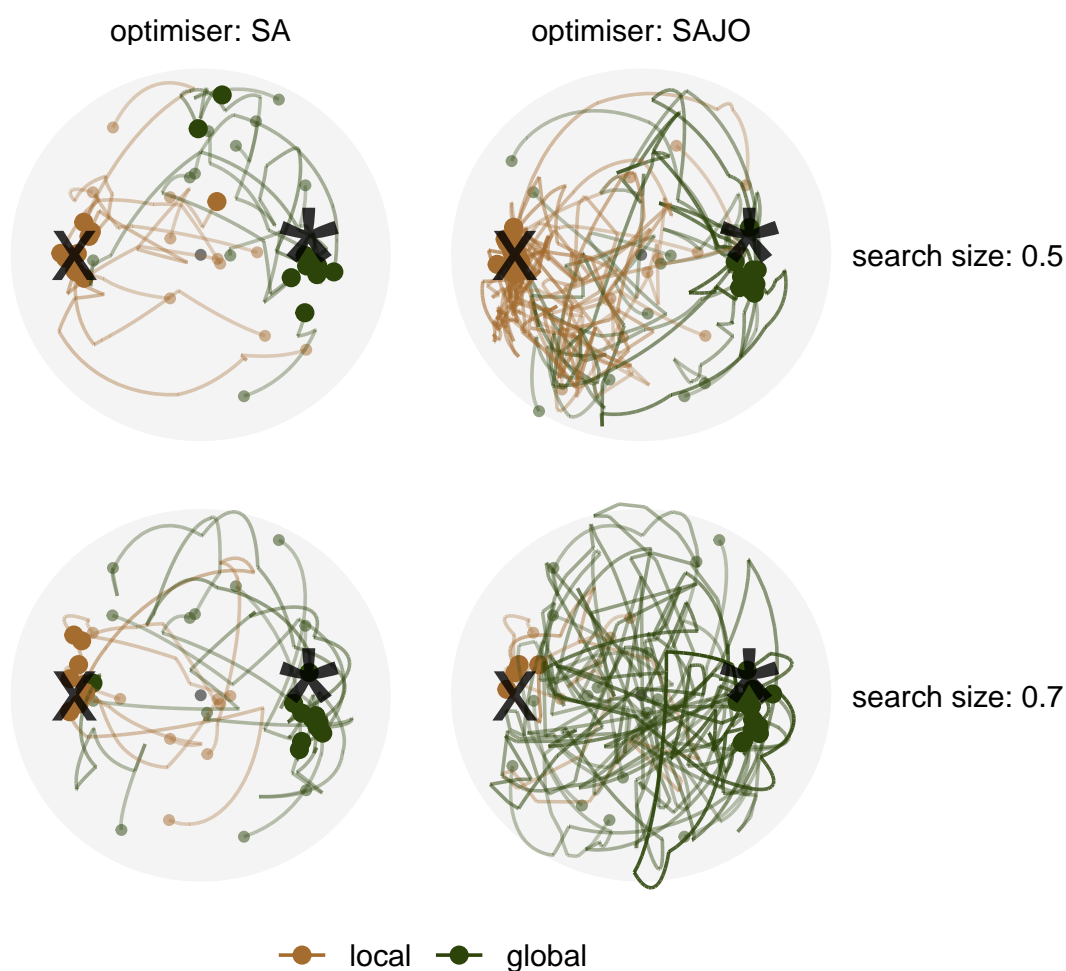 optimiser: SA
optimiser: SAJO
search size: 0.5
search size: 0.7
local
global